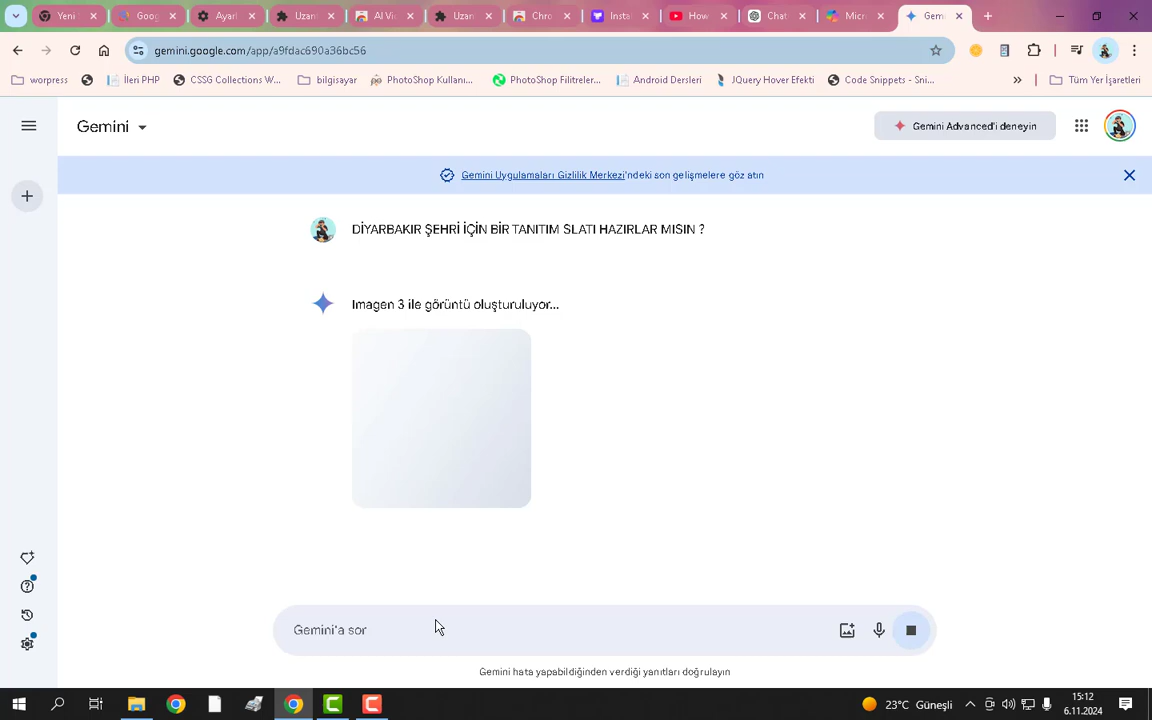 Yeni
Goog
Ayarl
Uzan
AI Vi
Uzan
Chro
Insta
How
Chat
Micr
Gem
gemini.google.com/app/a9fdac690a36bc56
worpress
İleri PHP
CSSG Collections W...
bilgisayar
PhotoShop Kullanı...
PhotoShop Filitreler...
Android Dersleri
JQuery Hover Efekti
Code Snippets - Sni...
Tüm Yer İşaretleri
Gemini
Gemini Advanced'i deneyin
Gemini Uygulamaları Gizlilik Merkezi'ndeki son gelişmelere göz atın
DİYARBAKIR ŞEHRİ İÇİN BİR TANITIM SLATI HAZIRLAR MISIN ?
Imagen 3 ile görüntü oluşturuluyor...
Gemini'a sor
Gemini hata yapabildiğinden verdiği yanıtları doğrulayın
23°C Güneşli
15:12
6.11.2024